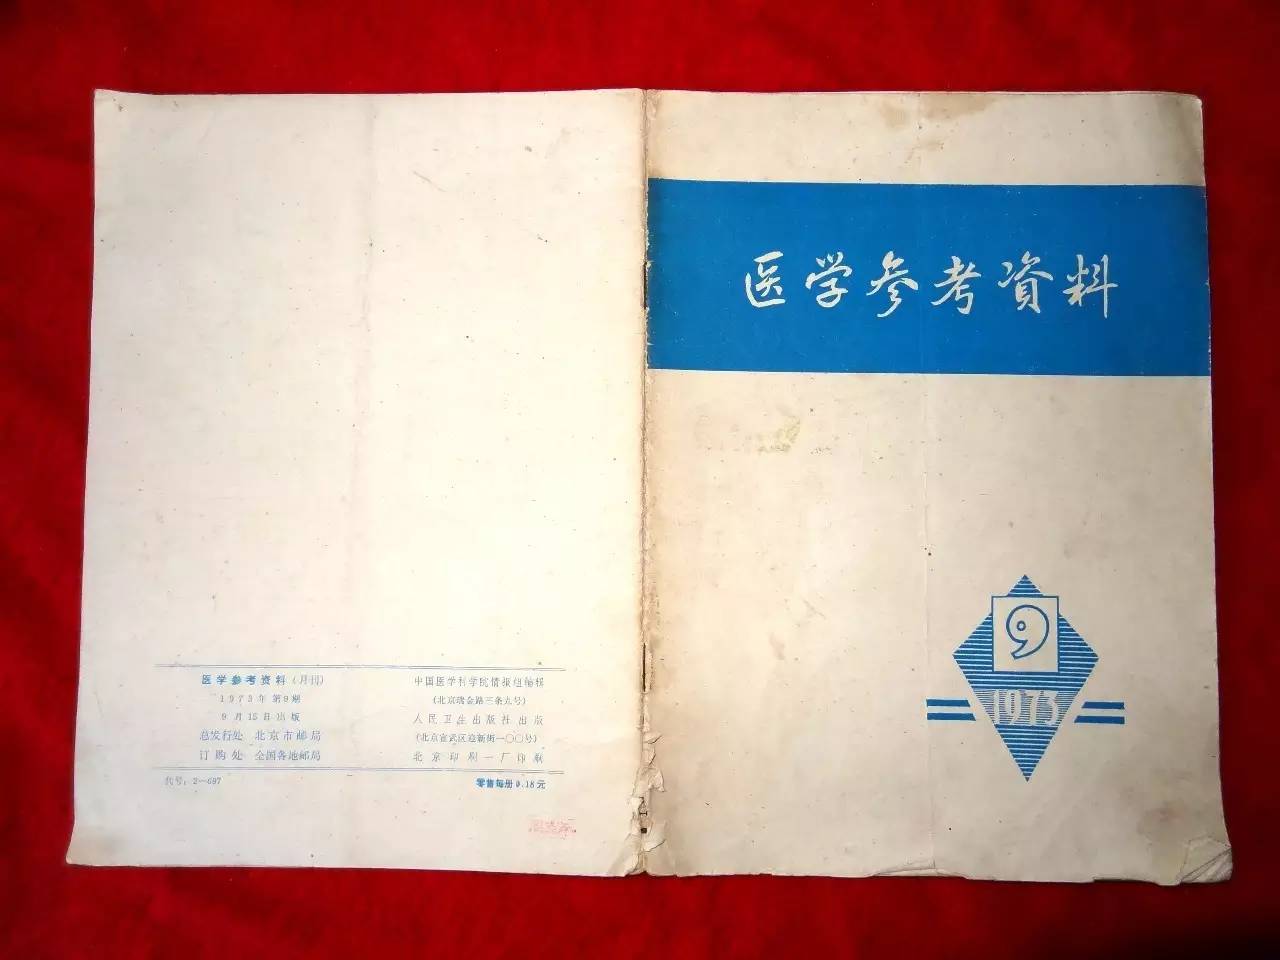 医学参考資料
9
1973
医学参考资料(月刊)
1973年第9期
9月15日出版
总发行处 北京市邮局
订购处 全国各地邮局
代号:2—697
中国医学科学院情报组编辑
(北京瑞金路三条九号)
人民卫生出版社出版
(北京宣武区迎新街一〇〇号)
北京印刷一厂印刷
零售每册0.18元